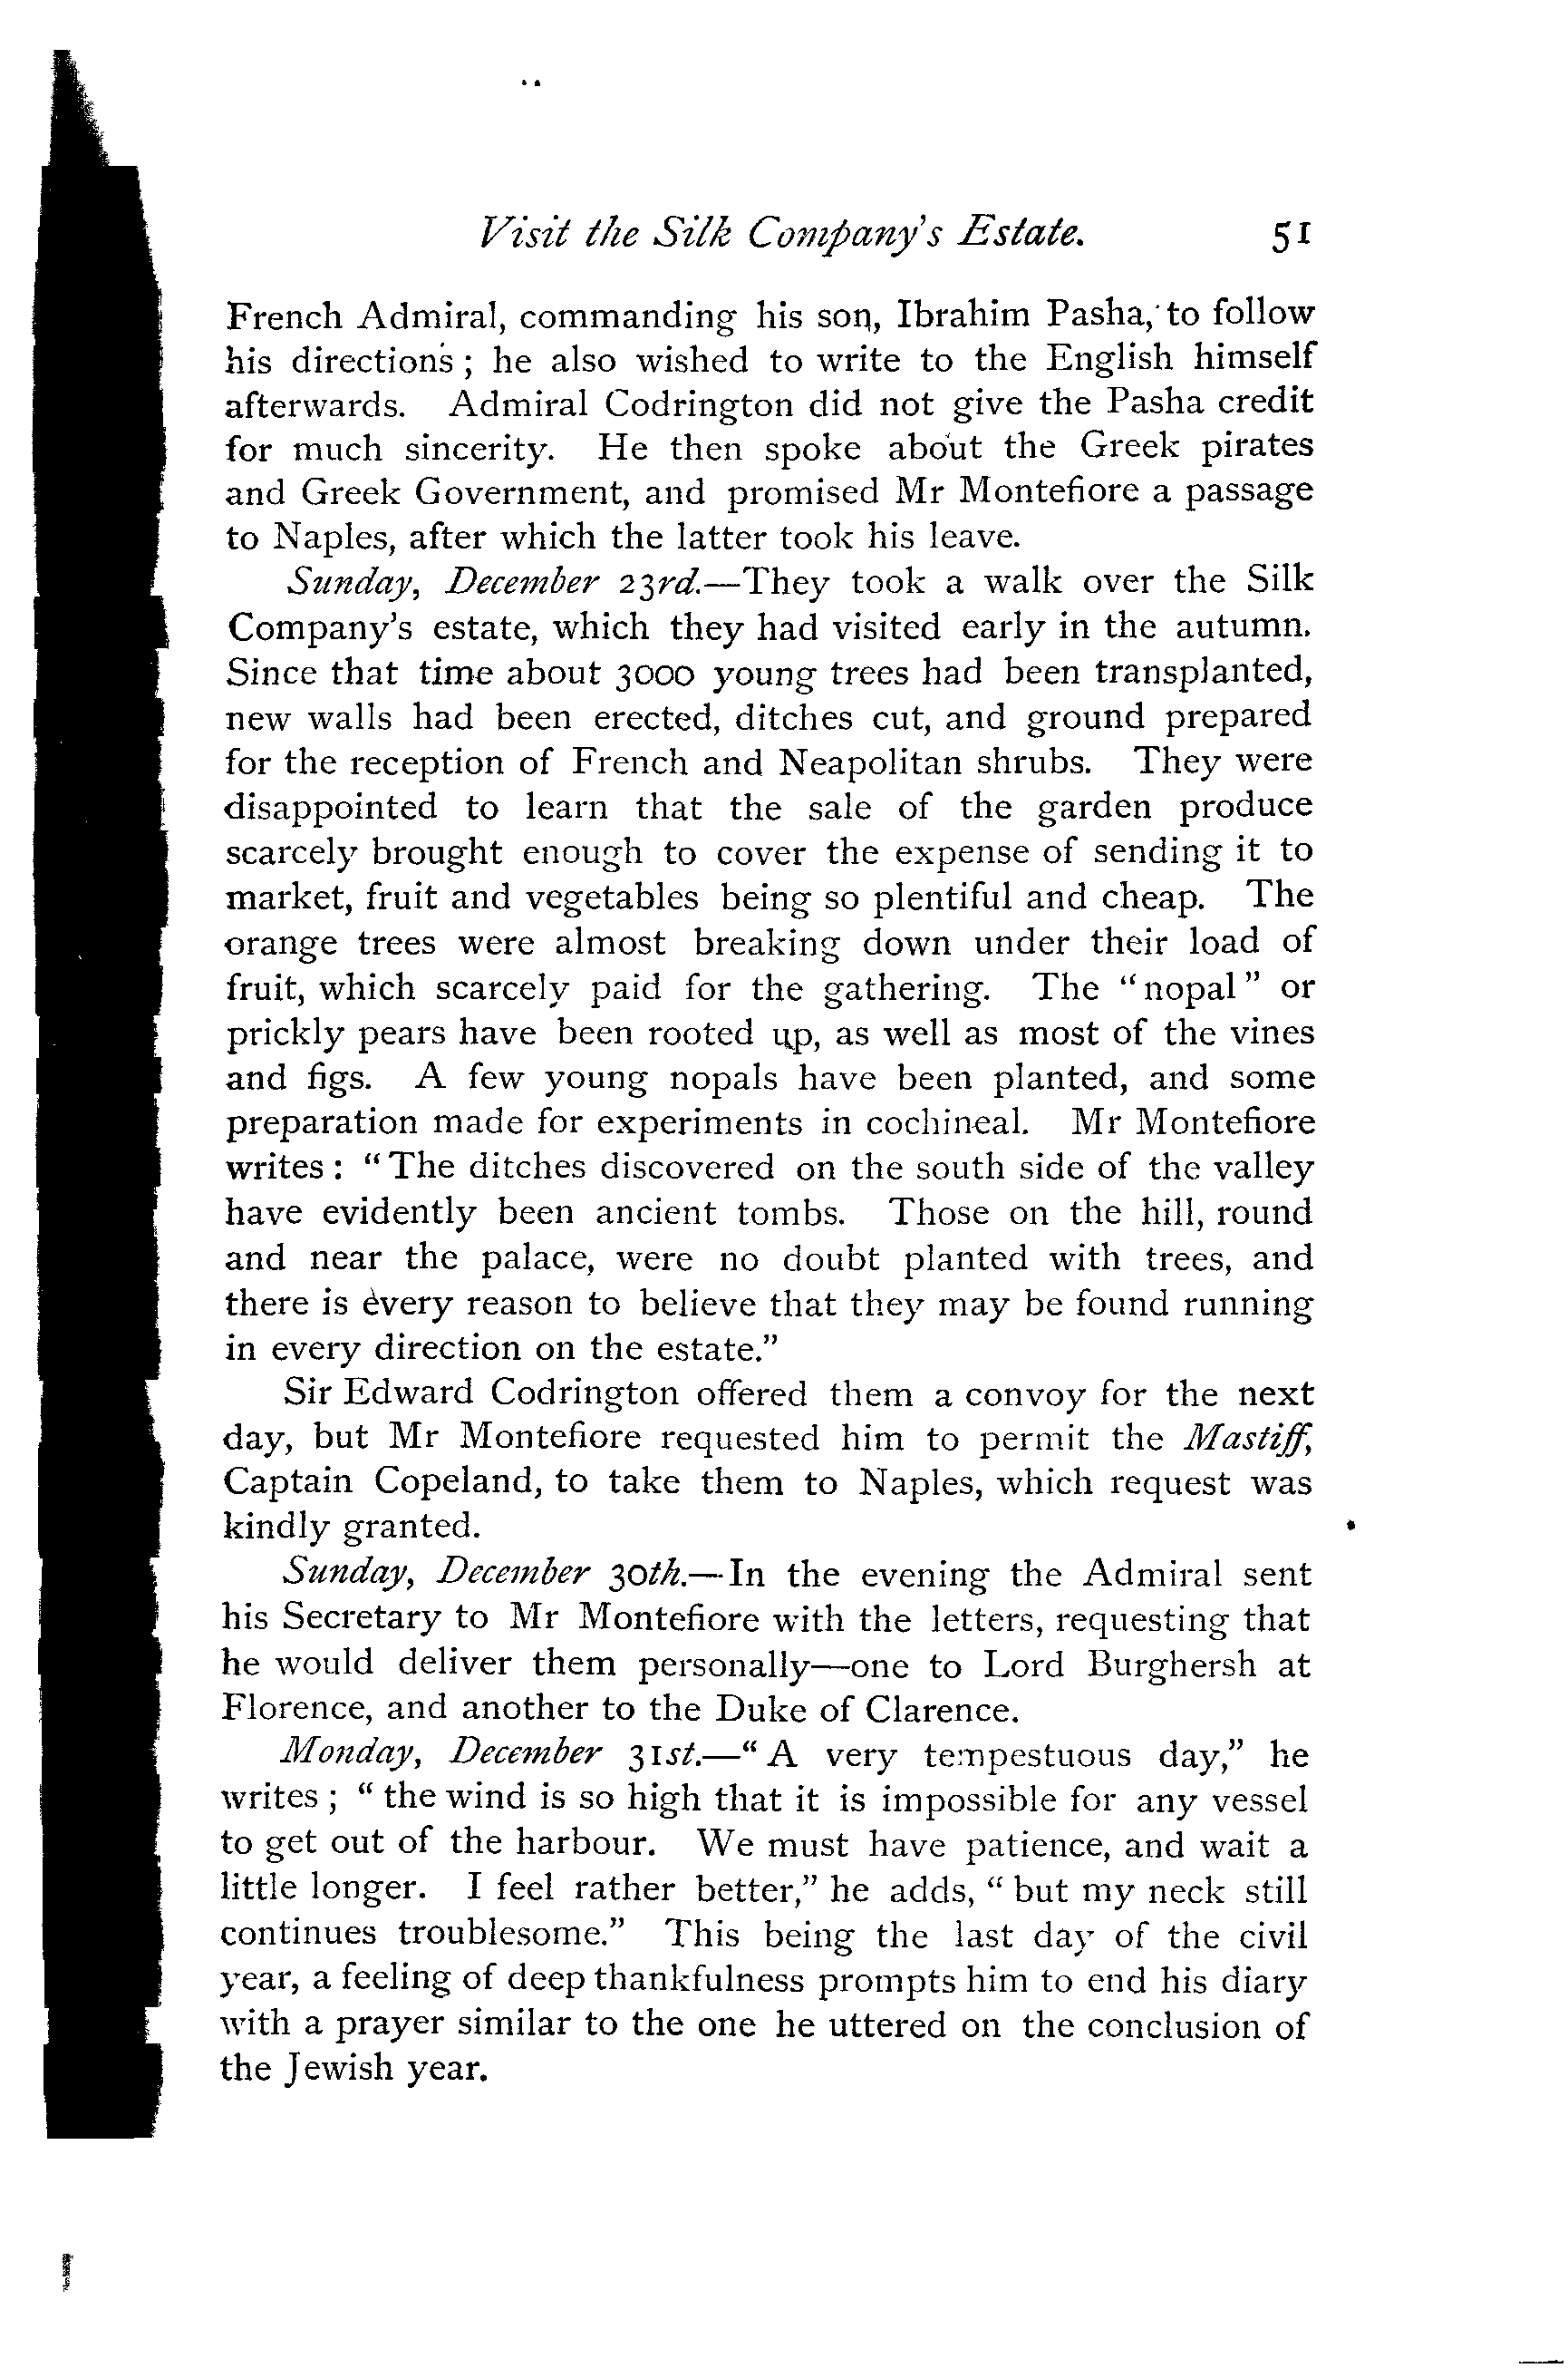 Visit the Silk Company's Estate. 51
French Admiral, commanding his son, Ibrahim Pasha, to follow
his directions ; he also wished to write to the English himself
afterwards. Admiral Codrington did not give the Pasha credit
for much sincerity. He then spoke about the Greek pirates
and Greek Government, and promised Mr Montefiore a passage
to Naples, after which the latter took his leave.
Sunday, December 23rd.—They took a walk over the Silk
Company's estate, which they had visited early in the autumn.
Since that time about 3000 young trees had been transplanted,
new walls had been erected, ditches cut, and ground prepared
for the reception of French and Neapolitan shrubs. They were
disappointed to learn that the sale of the garden produce
scarcely brought enough to cover the expense of sending it to
market, fruit and vegetables being so plentiful and cheap. The
orange trees were almost breaking down under their load of
fruit, which scarcely paid for the gathering. The "nopal" or
prickly pears have been rooted up, as well as most of the vines
and figs. A few young nopals have been planted, and some
preparation made for experiments in cochineal. Mr Montefiore
writes : "The ditches discovered on the south side of the valley
have evidently been ancient tombs. Those on the hill, round
and near the palace, were no doubt planted with trees, and
there is every reason to believe that they may be found running
in every direction on the estate."
Sir Edward Codrington offered them a convoy for the next
day, but Mr Montefiore requested him to permit the Mastiff,
Captain Copeland, to take them to Naples, which request was
kindly granted.
Sunday, December 30th.—In the evening the Admiral sent
his Secretary to Mr Montefiore with the letters, requesting that
he would deliver them personally—one to Lord Burghersh at
Florence, and another to the Duke of Clarence.
Monday, December 31st.—"A very tempestuous day," he
writes ; "the wind is so high that it is impossible for any vessel
to get out of the harbour. We must have patience, and wait a
little longer. I feel rather better," he adds, "but my neck still
continues troublesome." This being the last day of the civil
year, a feeling of deep thankfulness prompts him to end his diary
with a prayer similar to the one he uttered on the conclusion of
the Jewish year.